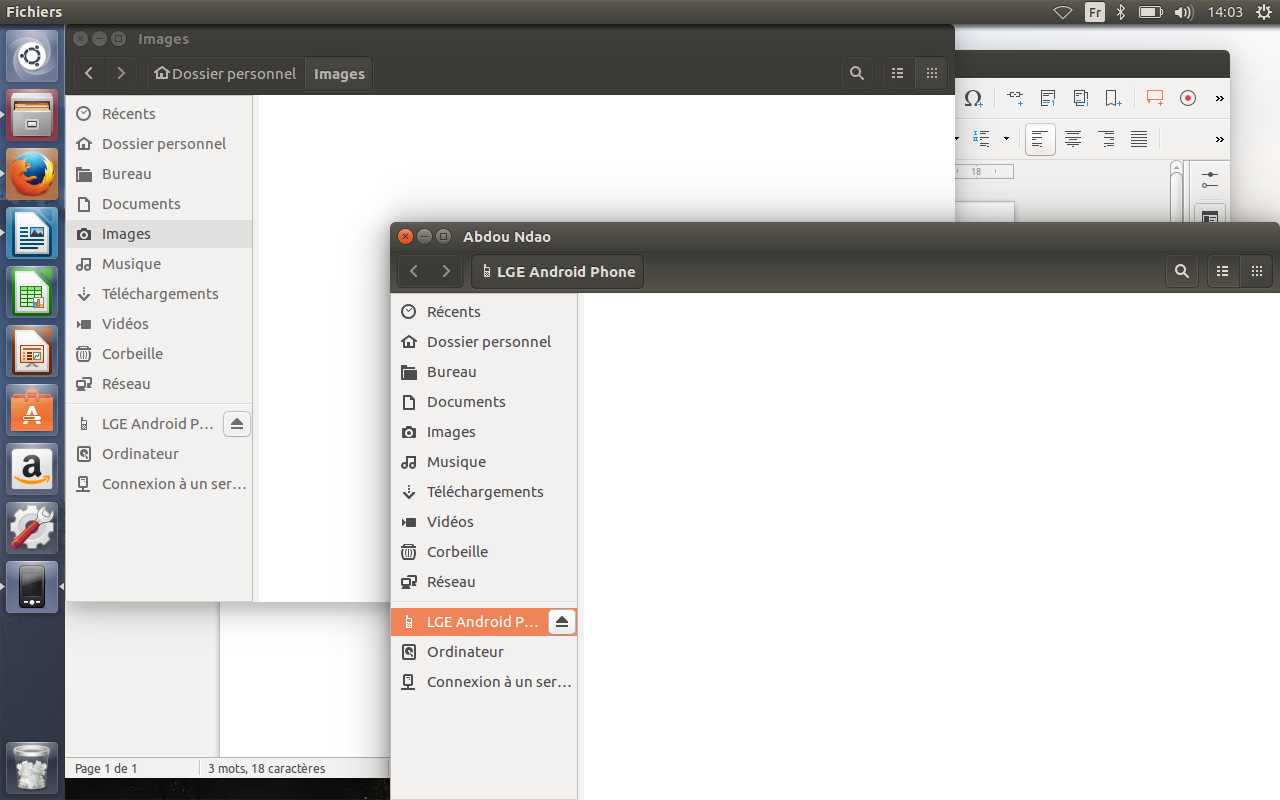 Fichiers
Fr
14:03
Images
Dossier personnel
Images
Récents
Dossier personnel
Bureau
Documents
Images
Musique
Téléchargements
Vidéos
Corbeille
Réseau
LGE Android P...
Ordinateur
Connexion à un ser...
18
Abdou Ndao
LGE Android Phone
Récents
Dossier personnel
Bureau
Documents
Images
Musique
Téléchargements
Vidéos
Corbeille
Réseau
LGE Android P...
Ordinateur
Connexion à un ser...
Page 1 de 1
3 mots, 18 caractères